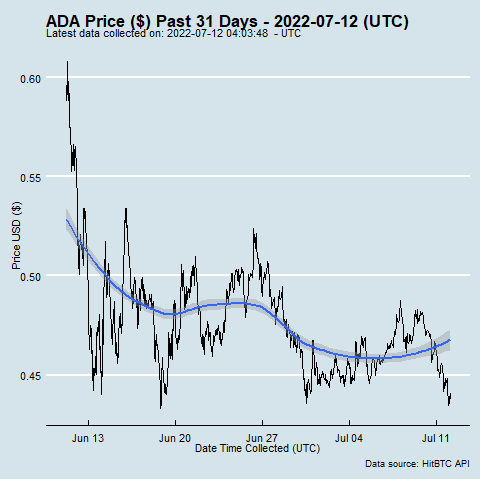 ADA Price ($) Past 31 Days - 2022-07-12 (UTC)
Latest data collected on: 2022-07-12 04:03:48 - UTC
0.60
0.55
0.50
0.45
Price USD ($)
Jun 13
Jun 20
Jun 27
Jul 04
Jul 11
Date Time Collected (UTC)
Data source: HitBTC API